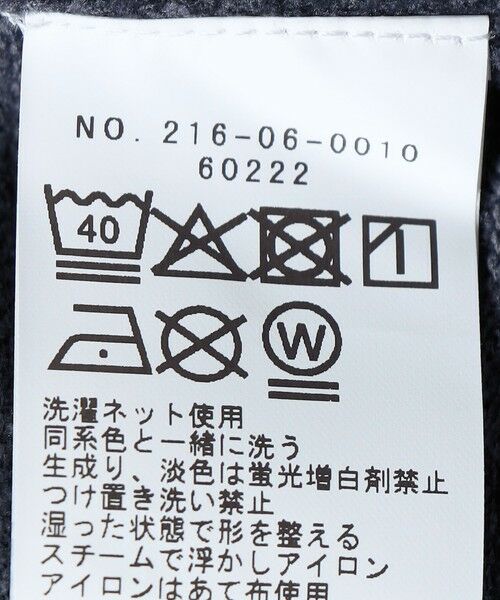 NO. 216-06-0010
60222
40
W
洗濯ネット使用
同系色と一緒に洗う
生成り、淡色は蛍光増白剤禁止
つけ置き洗い禁止
湿った状態で形を整える
スチームで浮かしアイロン
アイロンはあて布使用